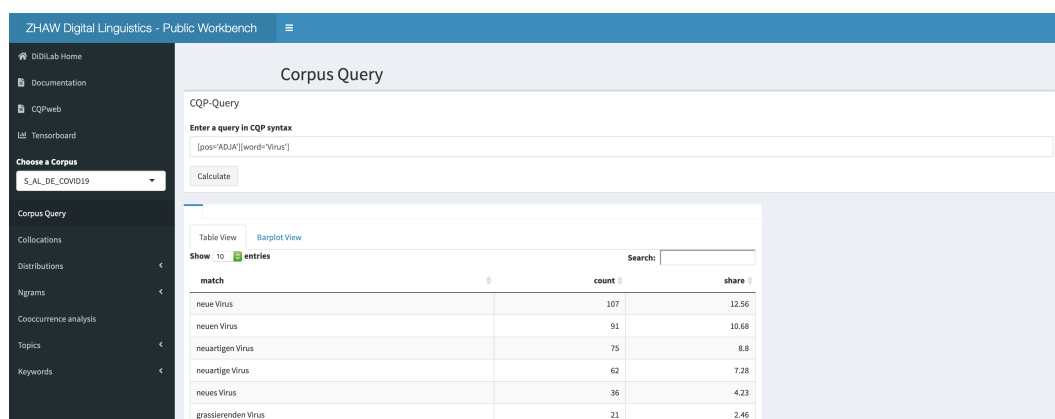 ZHAW Digital Linguistics - Public Workbench
DiDiLab Home
Documentation
CQPweb
Tensorboard
Choose a Corpus
S_AL_DE_COVID19
Corpus Query
Collocations
Distributions
Ngrams
Cooccurrence analysis
Topics
Keywords
Corpus Query
CQP-Query
Enter a query in CQP syntax
[pos='ADJA'][word='Virus']
Calculate
Table View Barplot View
Show 10 entries Search:
match count share
neue Virus 107 12.56
neuen Virus 91 10.68
neuartigen Virus 75 8.8
neuartige Virus 62 7.28
neues Virus 36 4.23
grassierenden Virus 21 2.46